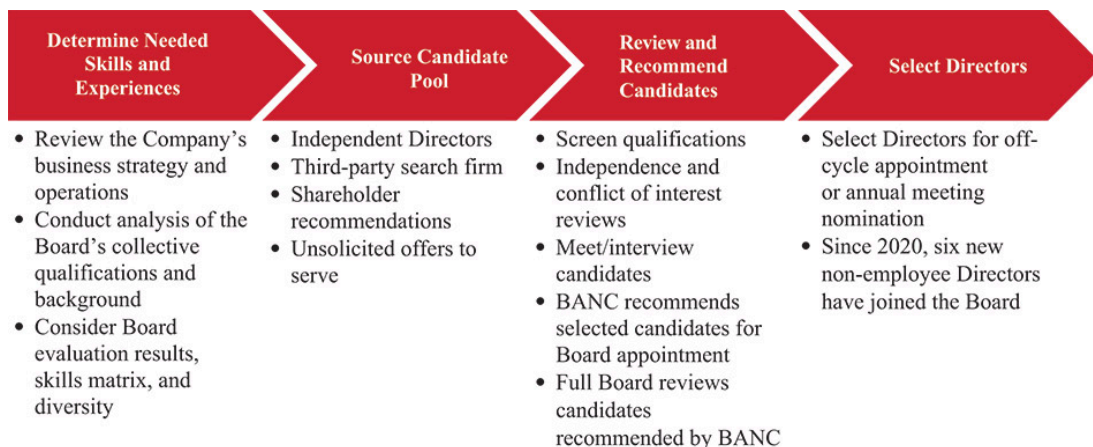 Determine Needed
Skills and
Experiences
• Review the Company's
business strategy and
operations
• Conduct analysis of the
Board's collective
qualifications and
background
• Consider Board
evaluation results,
skills matrix, and
diversity
Source Candidate
Pool
• Independent Directors
• Third-party search firm
• Shareholder
recommendations
• Unsolicited offers to
serve
Review and
Recommend
Candidates
• Screen qualifications
• Independence and
conflict of interest
reviews
• Meet/interview
candidates
• BANC recommends
selected candidates for
Board appointment
• Full Board reviews
candidates
recommended by BANC
Select Directors
• Select Directors for off-
cycle appointment
or annual meeting
nomination
• Since 2020, six new
non-employee Directors
have joined the Board